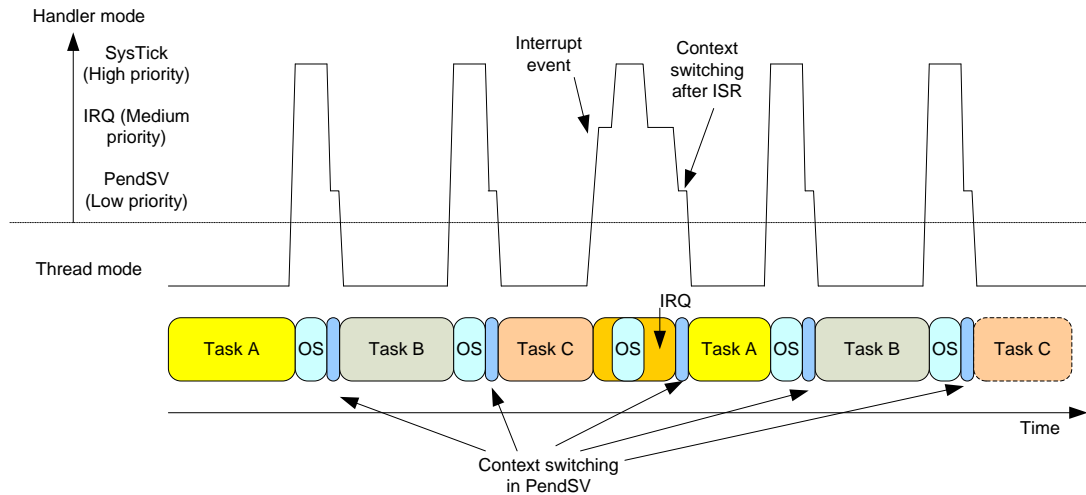 Handler mode
SysTick
(High priority)
IRQ (Medium
priority)
PendSV
(Low priority)
Interrupt
event
Context
switching
after ISR
Thread mode
IRQ
Task A
OS
Task B
OS
Task C
OS
Task A
OS
Task B
OS
Task C
Time
Context switching
in PendSV